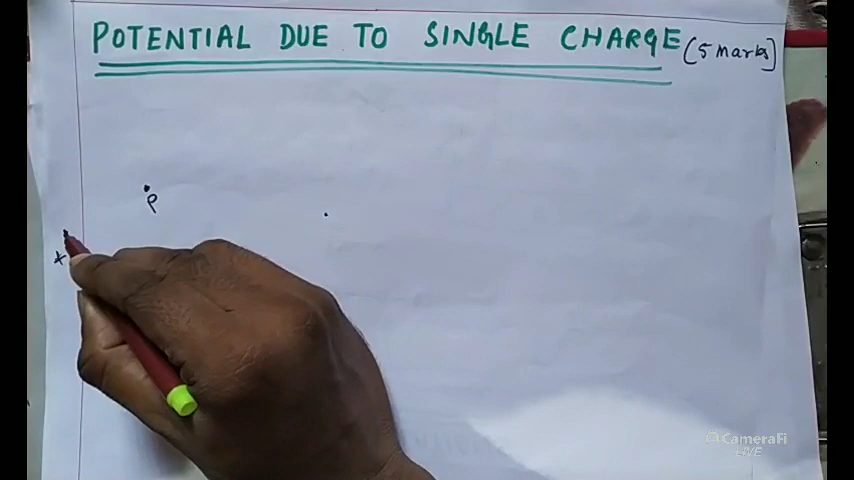 POTENTIAL DUE TO SINGLE CHARGE (5 marks]
P
*
CameraFi
LIVE